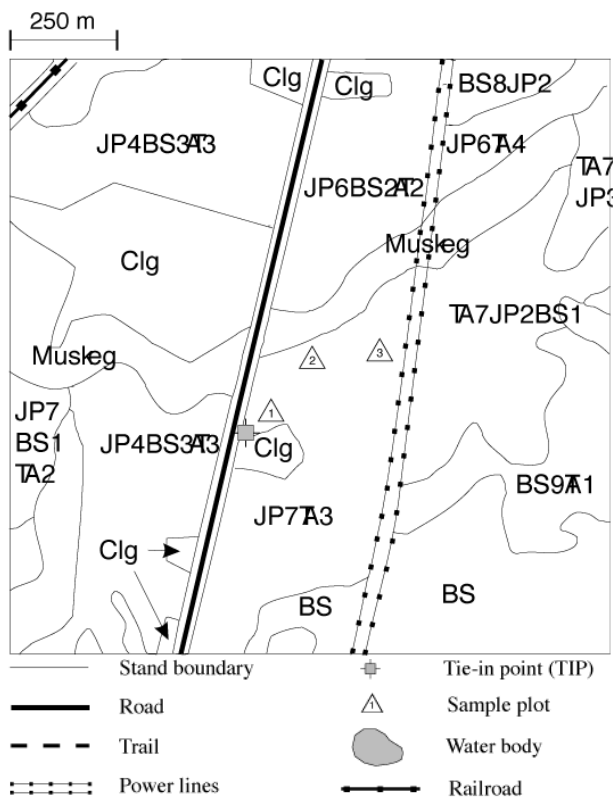 250 m
Clg
Clg
BS8JP2
JP4BS3TA3
JP6TA4
TA7
JP3
JP6BS2TA2
Muskeg
Clg
TA7JP2BS1
Muskeg
2
3
JP7
BS1
TA2
1
JP4BS3TA3
Clg
BS9TA1
JP7TA3
Clg
BS
BS
Stand boundary
Tie-in point (TIP)
Road
1
Sample plot
Trail
Water body
Power lines
Railroad